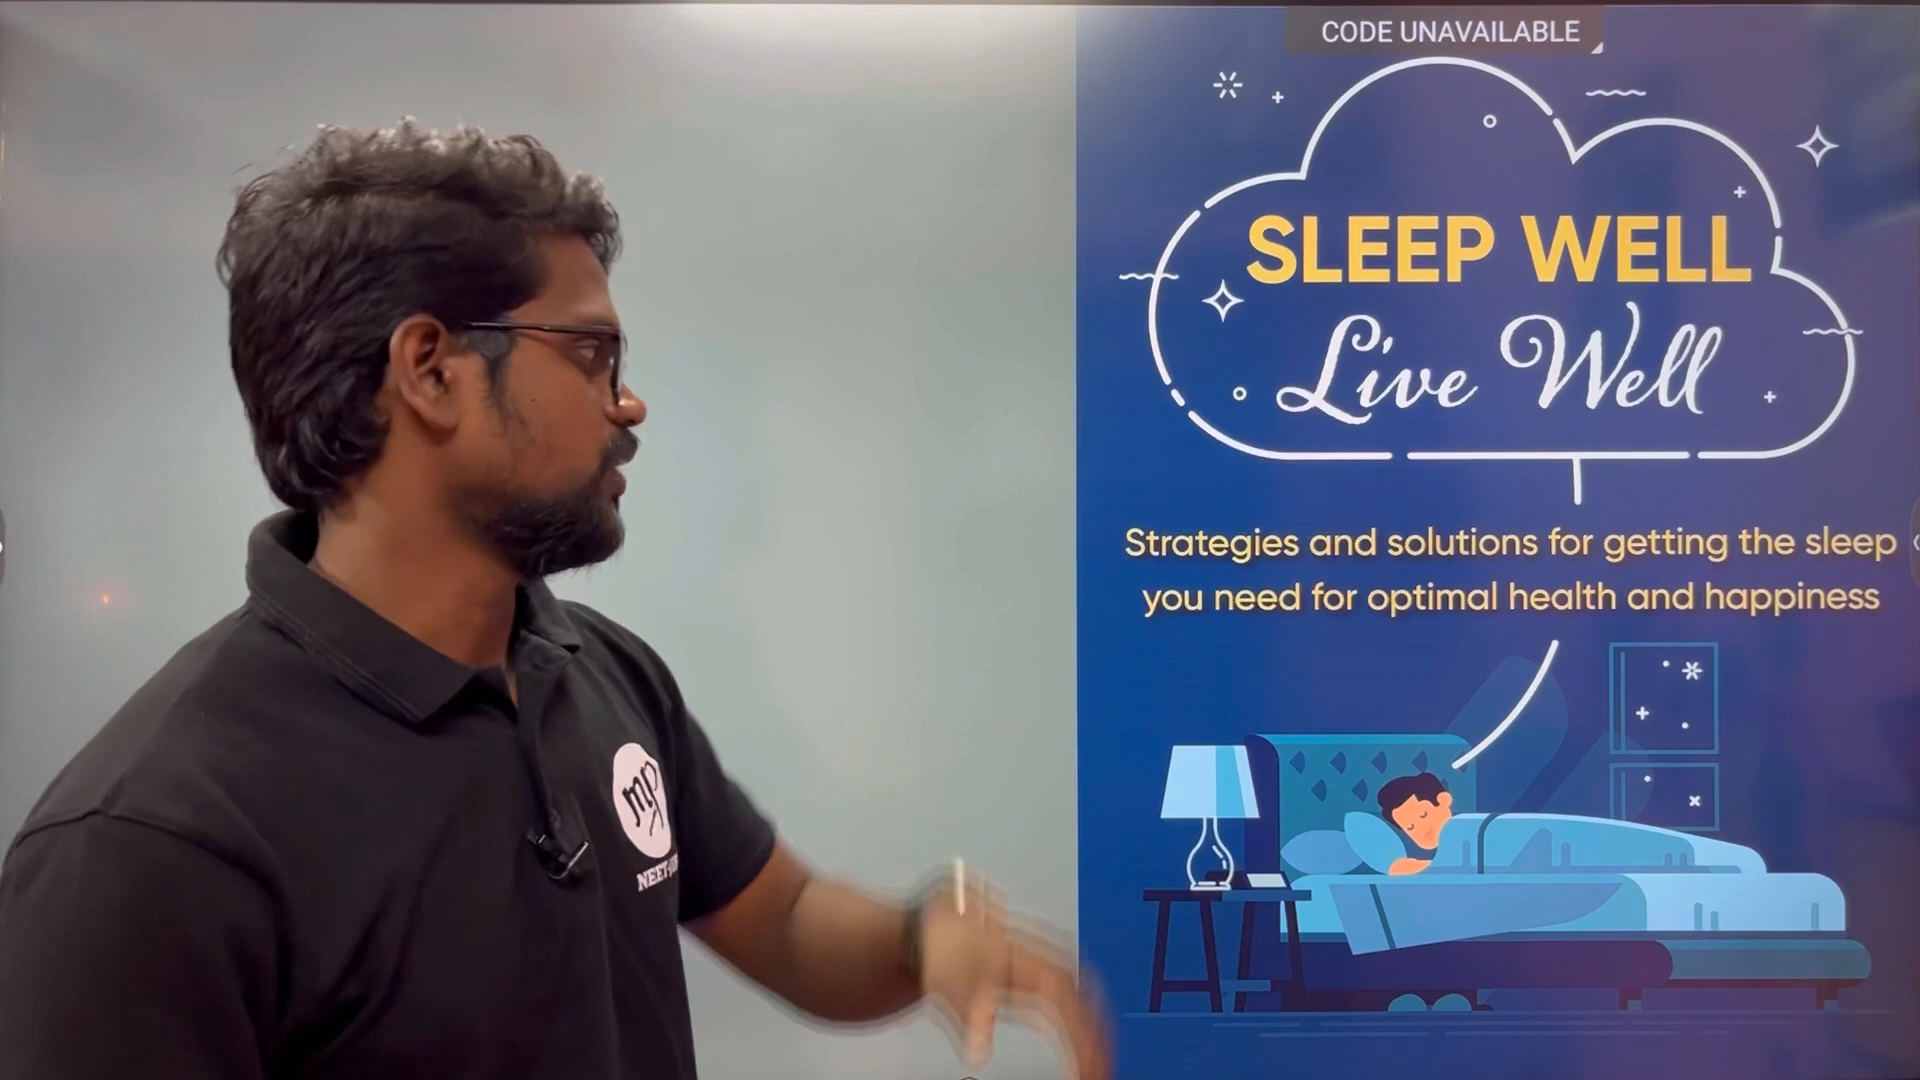 CODE UNAVAILABLE
SLEEP WELL
Live Well
Strategies and solutions for getting the sleep
you need for optimal health and happiness
mp